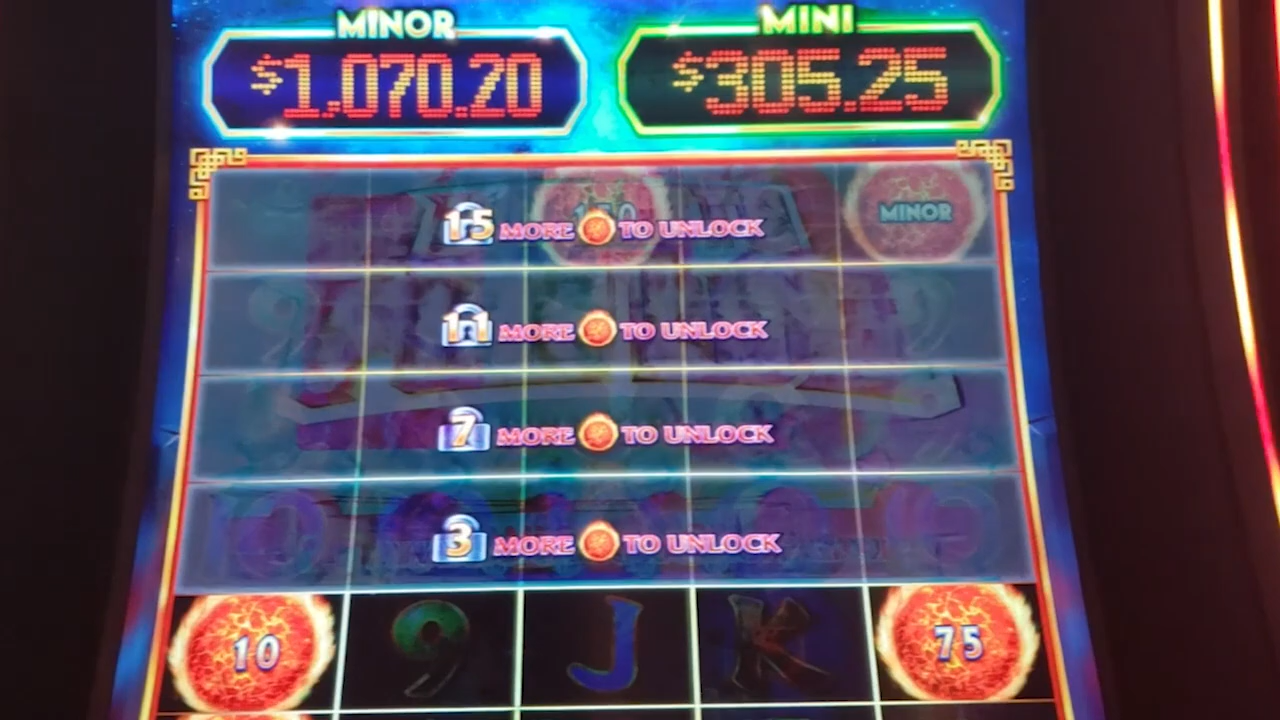 MINOR MINI
$1,070.20 $305.25
150 MINOR
15 MORE TO UNLOCK
11 MORE TO UNLOCK
7 MORE TO UNLOCK
3 MORE TO UNLOCK
10 9 J K 75